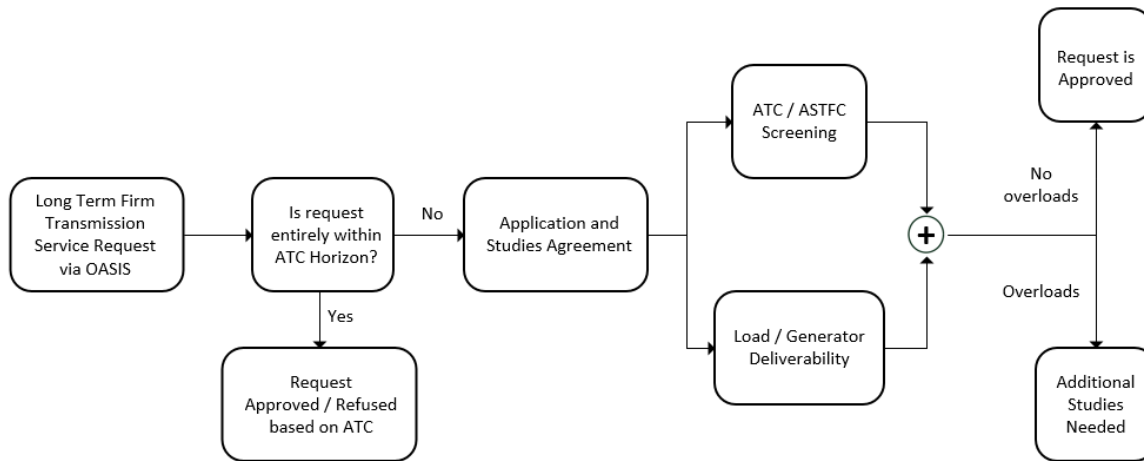 Long Term Firm
Transmission
Service Request
via OASIS
Is request
entirely within
ATC Horizon?
No
Yes
Request
Approved / Refused
based on ATC
Application and
Studies Agreement
ATC / ASTFC
Screening
Load / Generator
Deliverability
+
No
overloads
Overloads
Request is
Approved
Additional
Studies
Needed